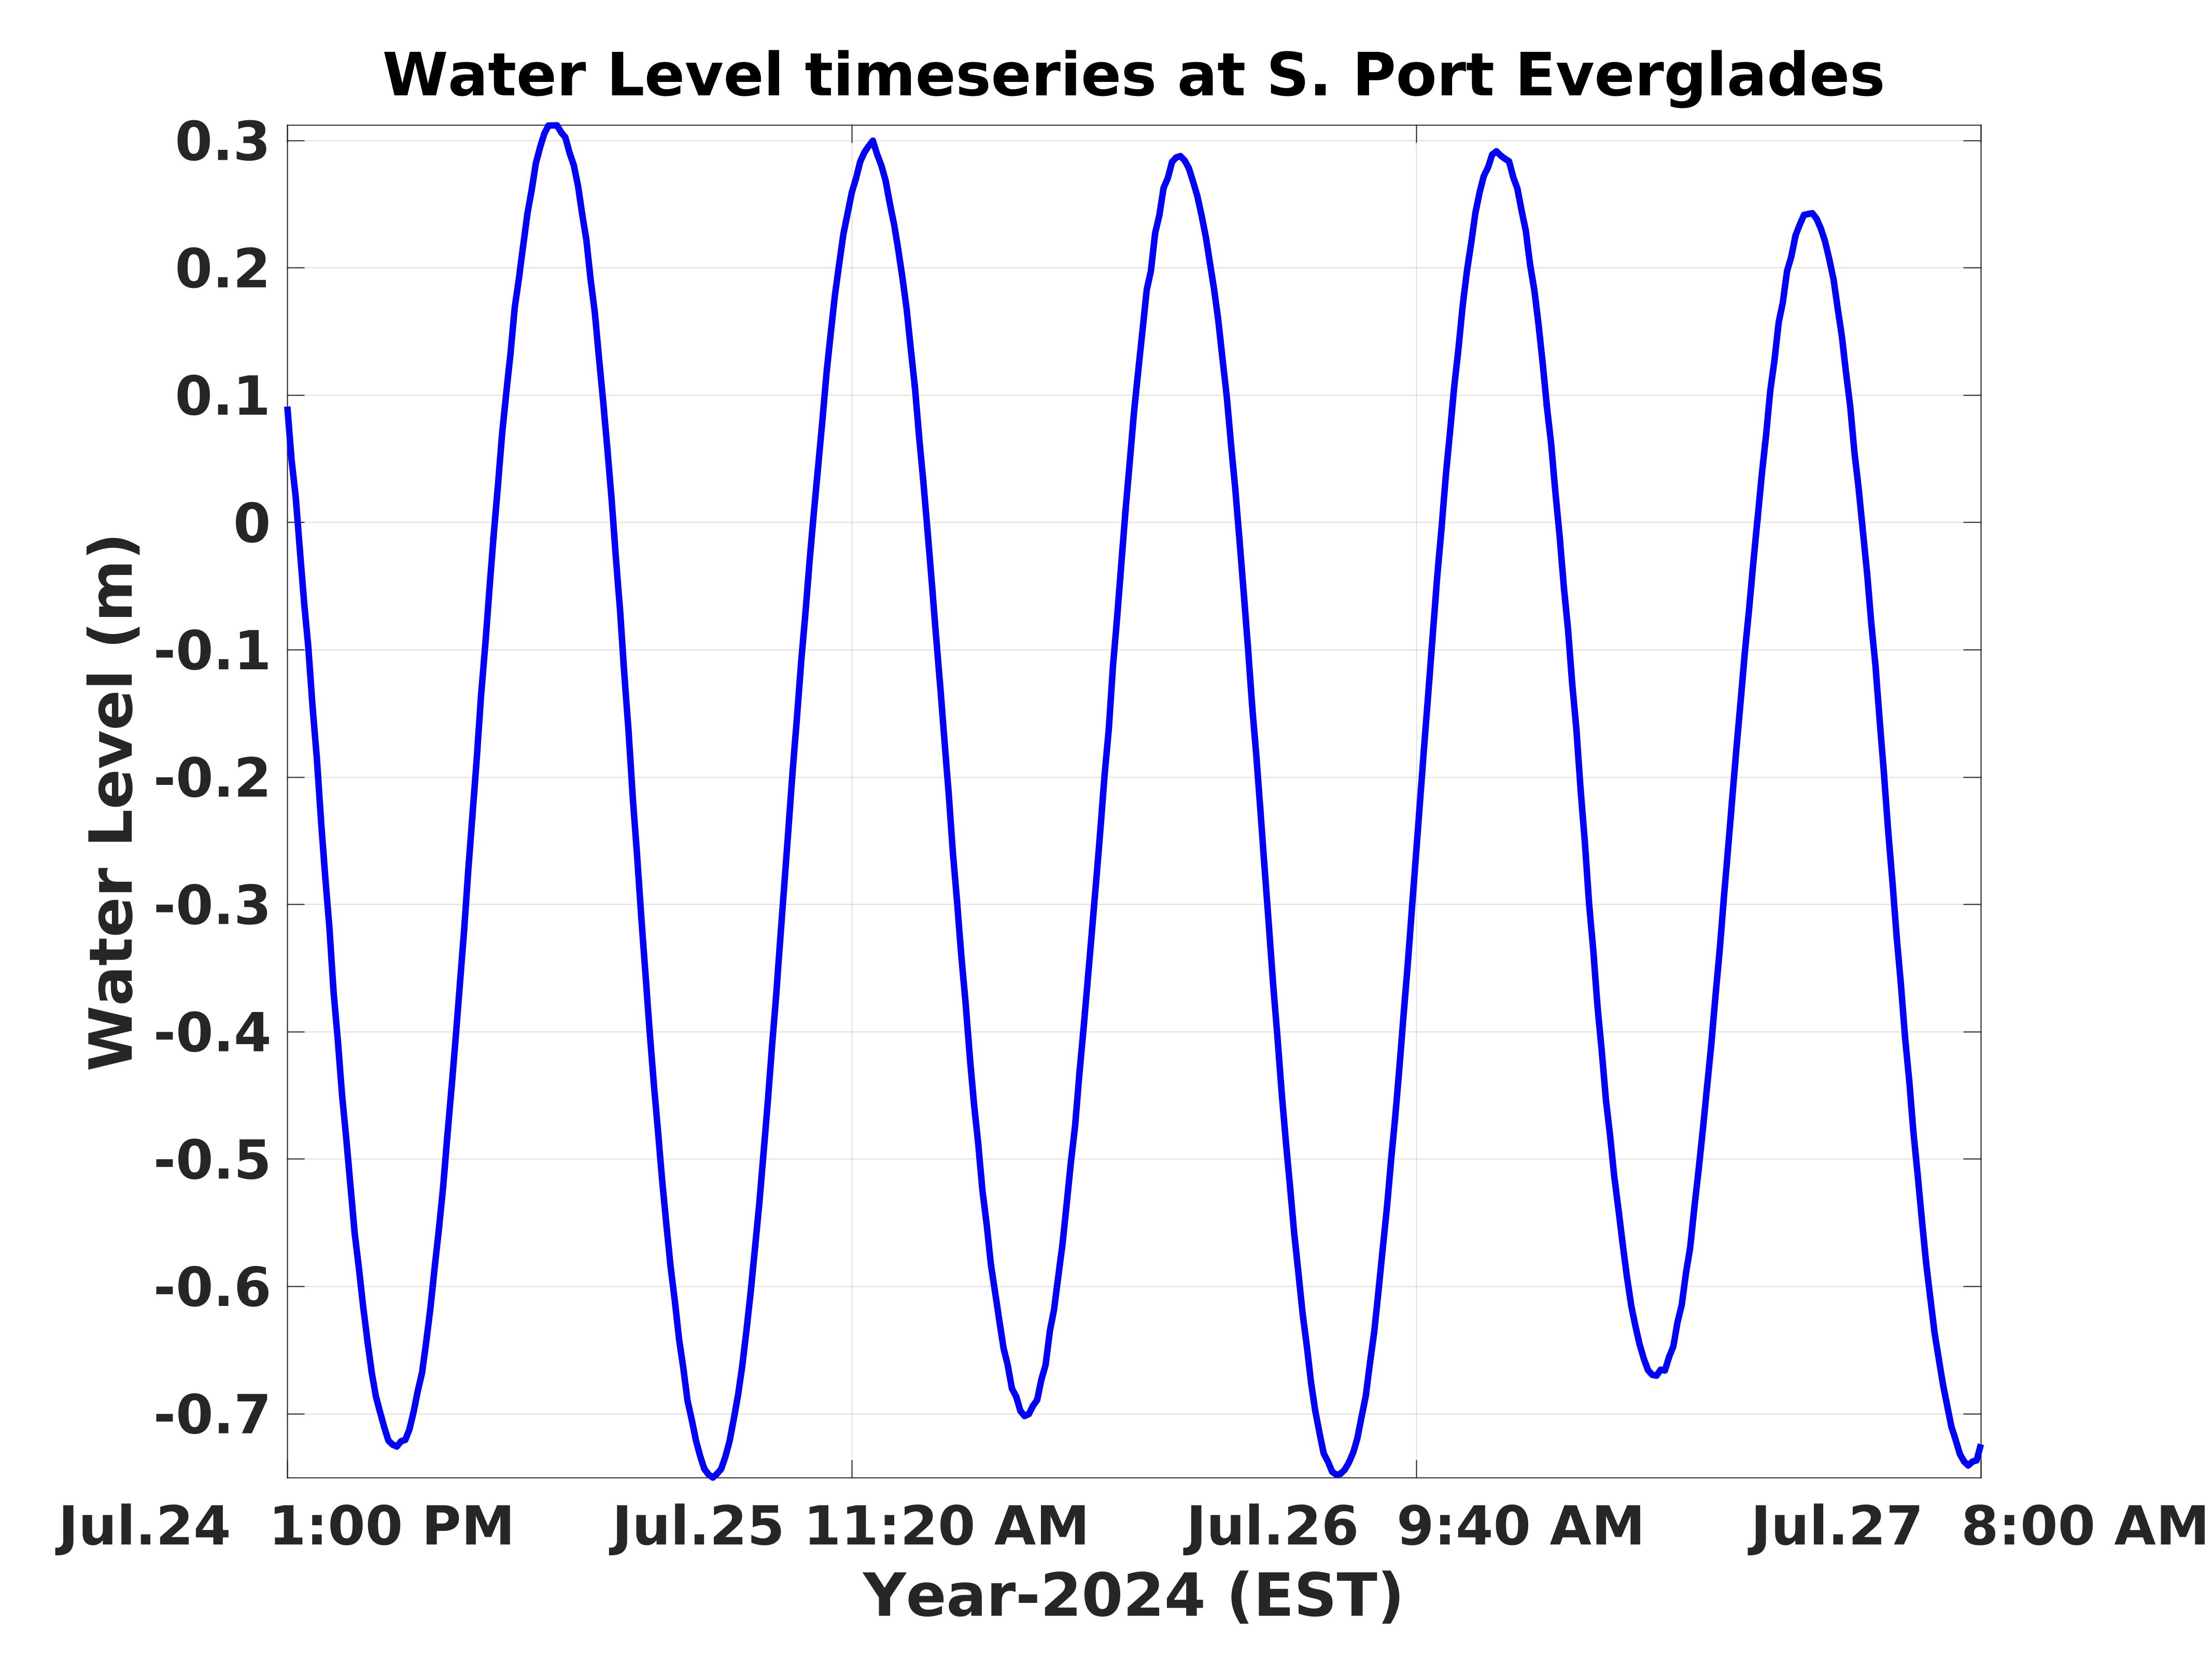 Water Level timeseries at S. Port Everglades
Water Level (m)
0.3
0.2
0.1
0
-0.1
-0.2
-0.3
-0.4
-0.5
-0.6
-0.7
Jul.24 1:00 PM Jul.25 11:20 AM Jul.26 9:40 AM Jul.27 8:00 AM
Year-2024 (EST)